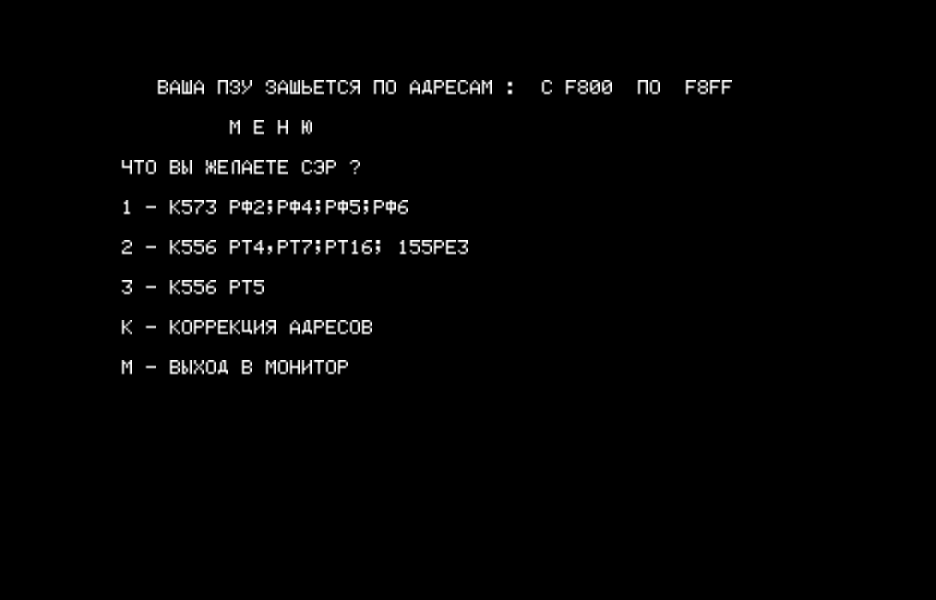 ВАША ПЗУ ЗАШЬЕТСЯ ПО АДРЕСАМ : С F800 ПО F8FF
М Е Н Ю
ЧТО ВЫ ЖЕЛАЕТЕ СЭР ?
1 - К573 РФ2;РФ4;РФ5;РФ6
2 - К556 РТ4,РТ7;РТ16; 155РЕ3
3 - К556 РТ5
К - КОРРЕКЦИЯ АДРЕСОВ
М - ВЫХОД В МОНИТОР